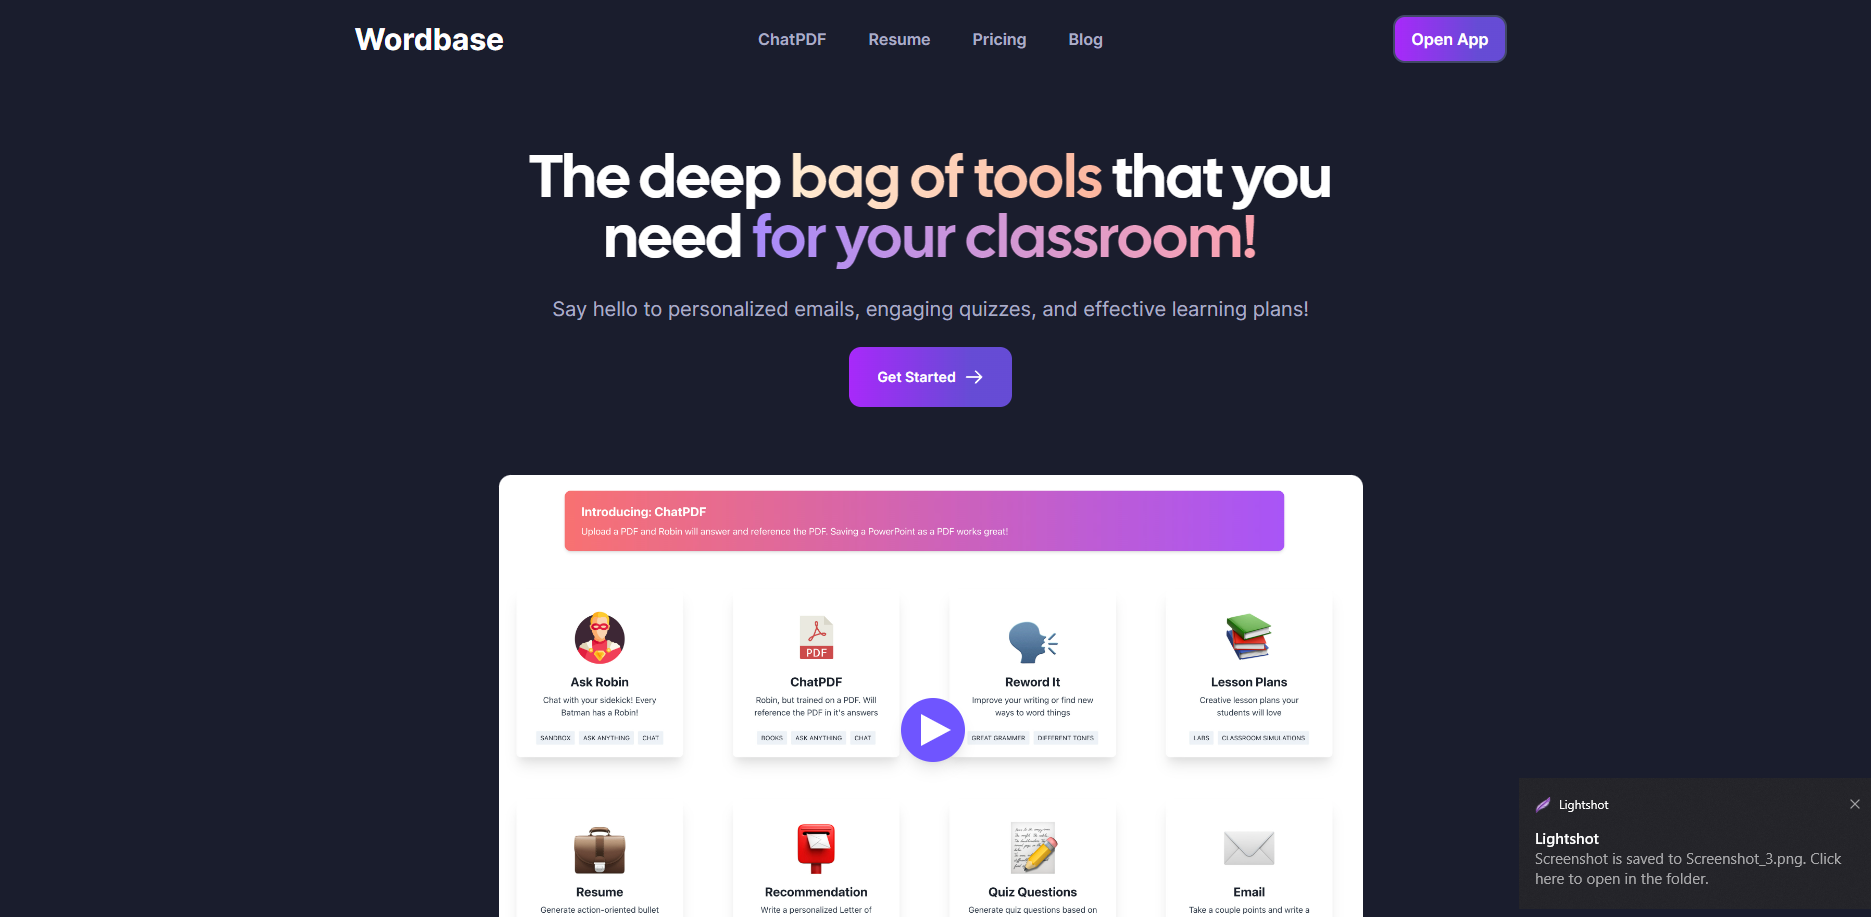 Wordbase
ChatPDF
Resume
Pricing
Blog
Open App
The deep bag of tools that you
need for your classroom!
Say hello to personalized emails, engaging quizzes, and effective learning plans!
Get Started
Introducing: ChatPDF
Upload a PDF and Robin will answer and reference the PDF. Saving a PowerPoint as a PDF works great!
Ask Robin
Chat with your sidekick! Every
Batman has a Robin!
SANDBOX ASK ANYTHING CHAT
PDF
ChatPDF
Robin, but trained on a PDF. Will
reference the PDF in it's answers
BOOKS ASK ANYTHING CHAT
Reword It
Improve your writing or find new
ways to word things
GREAT GRAMMER DIFFERENT TONES
Lesson Plans
Creative lesson plans your
students will love
LABS CLASSROOM SIMULATIONS
Resume
Generate action-oriented bullet
Recommendation
Write a personalized Letter of
Quiz Questions
Generate quiz questions based on
Email
Take a couple points and write a
Lightshot
Lightshot
Screenshot is saved to Screenshot_3.png. Click
here to open in the folder.